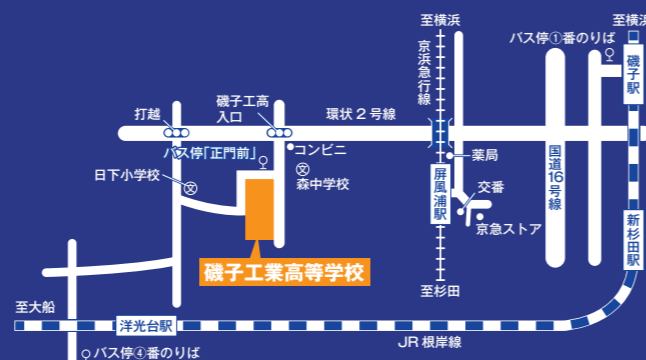 至横浜
至横浜
バス停①番のりば
京浜急行線
磯子駅
打越
磯子工高
入口
環状2号線
バス停「正門前」
コンビニ
薬局
国道16号線
日下小学校
文
文
森中学校
屏風浦駅
交番
京急ストア
新杉田駅
磯子工業高等学校
至杉田
至大船
洋光台駅
JR根岸線
バス停④番のりば